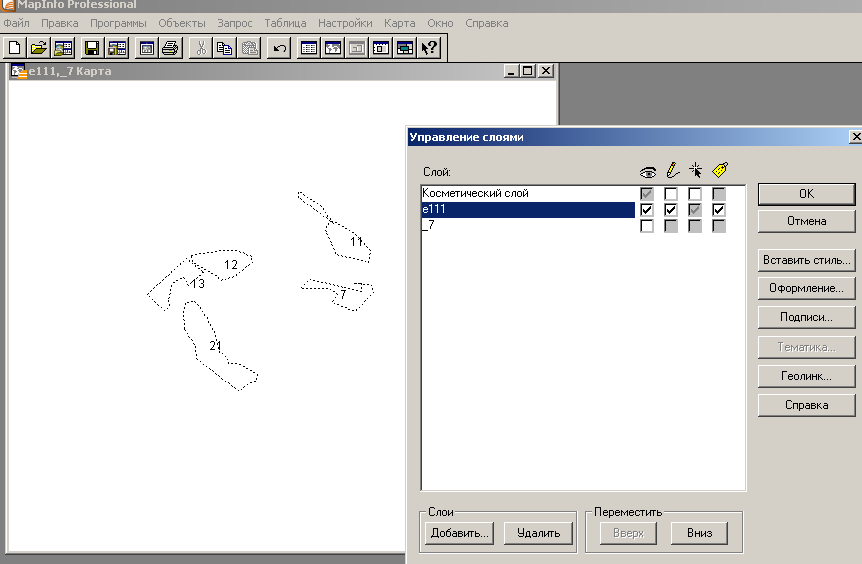 MapInfo Professional
Файл Правка Программы Объекты Запрос Таблица Настройки Карта Окно Справка
e111,_7 Карта
Управление слоями
Слой:
Косметический слой
e111
_7
OK
Отмена
Вставить стиль...
Оформление...
Подписи...
Тематика...
Геолинк...
Справка
11
12
13
7
21
Слои
Добавить...
Удалить
Переместить
Вверх
Вниз